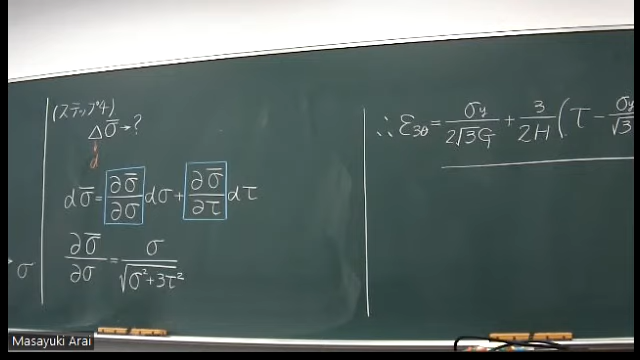 (ステップ4)
Δσ̄→?
d
dσ̄ = ∂σ̄/∂σ dσ + ∂σ̄/∂τ dτ
∂σ̄/∂σ = σ/√(σ²+3τ²)
→ σ
∴ ε₃θ = σy/2√3G + 3/2H (τ − σy/√3
Masayuki Arai